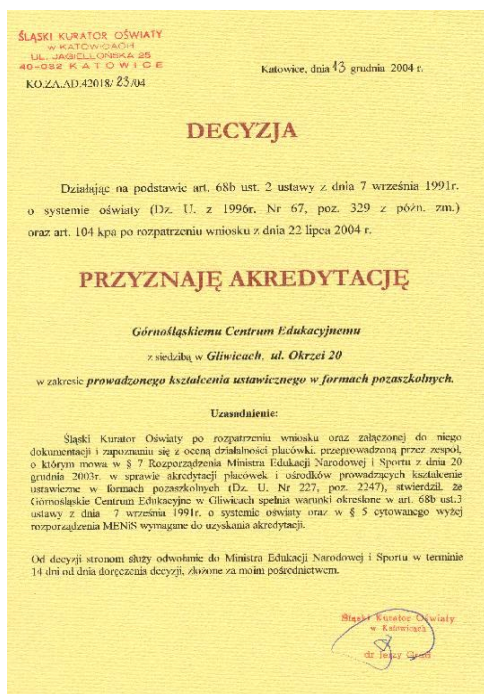 ŚLĄSKI KURATOR OŚWIATY
w KATOWICACH
UL. JAGIELLOŃSKA 25
40-032 KATOWICE
KO.ZA.AD.42018/23/04
Katowice, dnia 13 grudnia 2004 r.
DECYZJA
Działając na podstawie art. 68b ust. 2 ustawy z dnia 7 września 1991r.
o systemie oświaty (Dz. U. z 1996r. Nr 67, poz. 329 z późn. zm.)
oraz art. 104 kpa po rozpatrzeniu wniosku z dnia 22 lipca 2004 r.
PRZYZNAJĘ AKREDYTACJĘ
Górnośląskiemu Centrum Edukacyjnemu
z siedzibą w Gliwicach, ul. Okrzei 20
w zakresie prowadzonego kształcenia ustawicznego w formach pozaszkolnych.
Uzasadnienie:
Śląski Kurator Oświaty po rozpatrzeniu wniosku oraz załączonej do niego
dokumentacji i zapoznaniu się z oceną działalności placówki, przeprowadzoną przez zespół,
o którym mowa w § 7 Rozporządzenia Ministra Edukacji Narodowej i Sportu z dnia 20
grudnia 2003r. w sprawie akredytacji placówek i ośrodków prowadzących kształcenie
ustawiczne w formach pozaszkolnych (Dz. U. Nr 227, poz. 2247), stwierdził, że
Górnośląskie Centrum Edukacyjne w Gliwicach spełnia warunki określone w art. 68b ust.3
ustawy z dnia 7 września 1991r. o systemie oświaty oraz w § 5 cytowanego wyżej
rozporządzenia MENiS wymagane do uzyskania akredytacji.
Od decyzji stronom służy odwołanie do Ministra Edukacji Narodowej i Sportu w terminie
14 dni od dnia doręczenia decyzji, złożone za moim pośrednictwem.
Śląski Kurator Oświaty
w Katowicach
dr Jerzy Grad